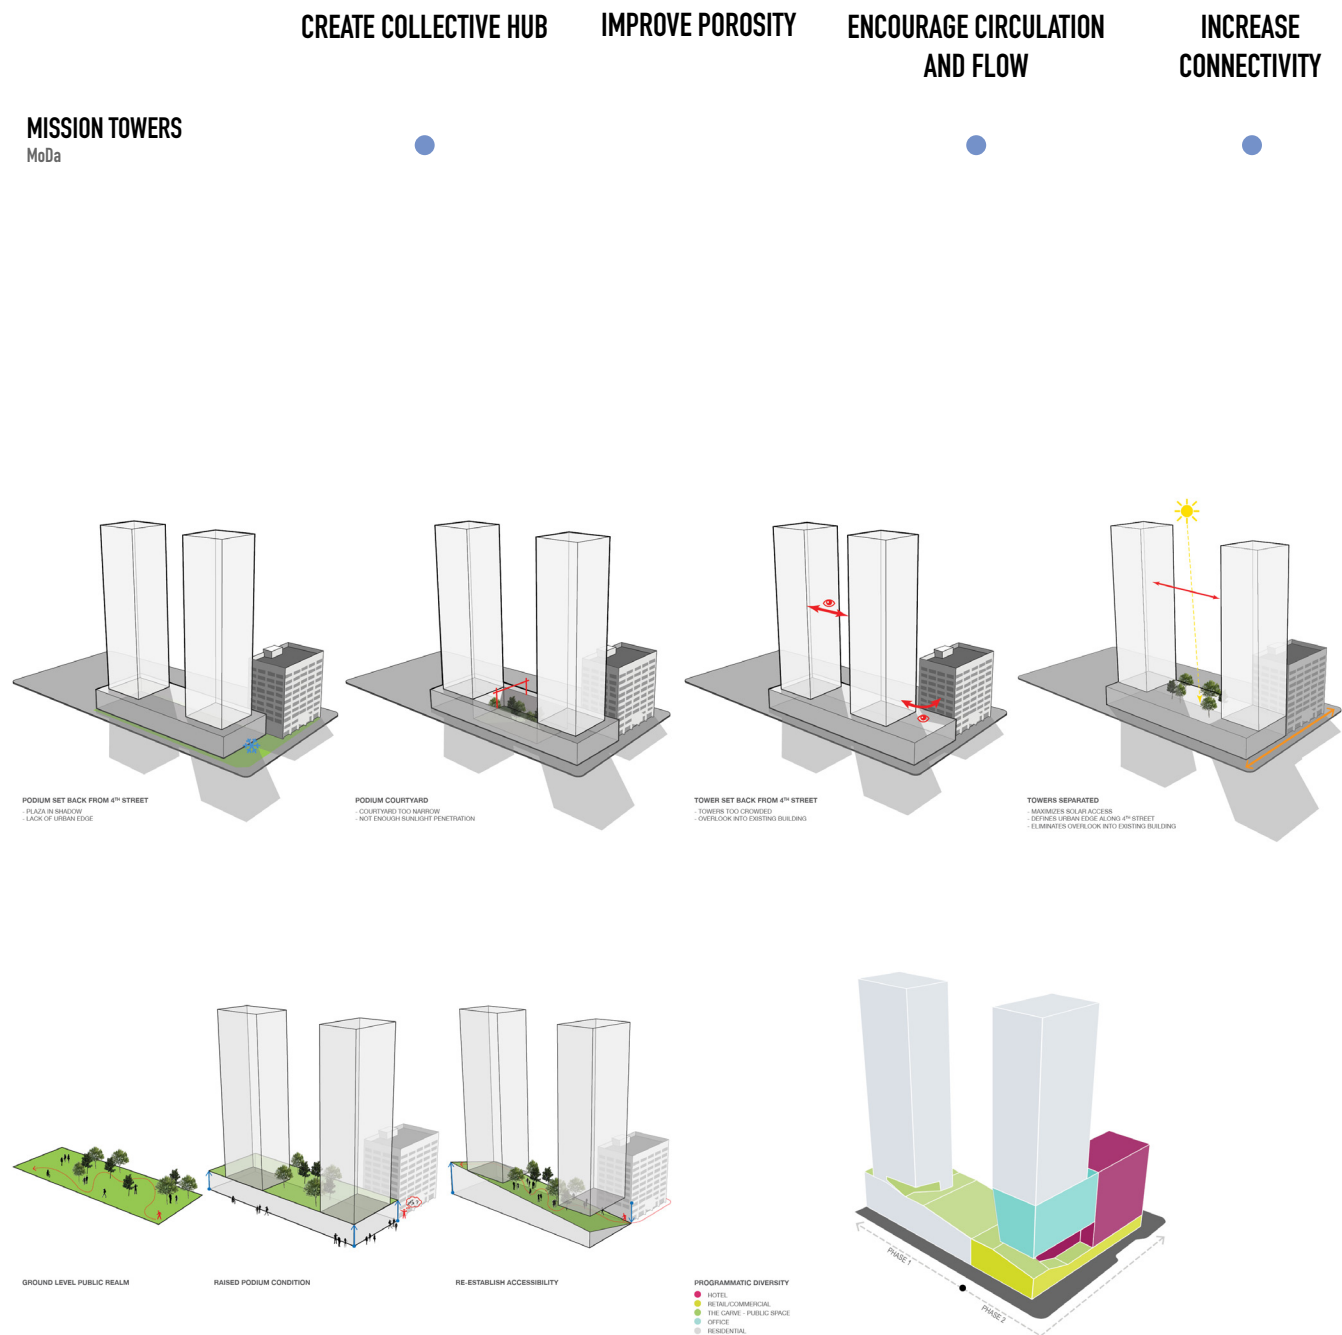 CREATE COLLECTIVE HUB
IMPROVE POROSITY
ENCOURAGE CIRCULATION
AND FLOW
INCREASE
CONNECTIVITY
MISSION TOWERS
MoDa
PODIUM SET BACK FROM 4TH STREET
- PLAZA IN SHADOW
- LACK OF URBAN EDGE
PODIUM COURTYARD
- COURTYARD TOO NARROW
- NOT ENOUGH SUNLIGHT PENETRATION
TOWER SET BACK FROM 4TH STREET
- TOWERS TOO CROWDED
- OVERLOOK INTO EXISTING BUILDING
TOWERS SEPARATED
- MAXIMIZES SOLAR ACCESS
- DEFINES URBAN EDGE ALONG 4TH STREET
- ELIMINATES OVERLOOK INTO EXISTING BUILDING
GROUND LEVEL PUBLIC REALM
RAISED PODIUM CONDITION
RE-ESTABLISH ACCESSIBILITY
PHASE 1
PHASE 2
PROGRAMMATIC DIVERSITY
HOTEL
RETAIL/COMMERCIAL
THE CARVE - PUBLIC SPACE
OFFICE
RESIDENTIAL